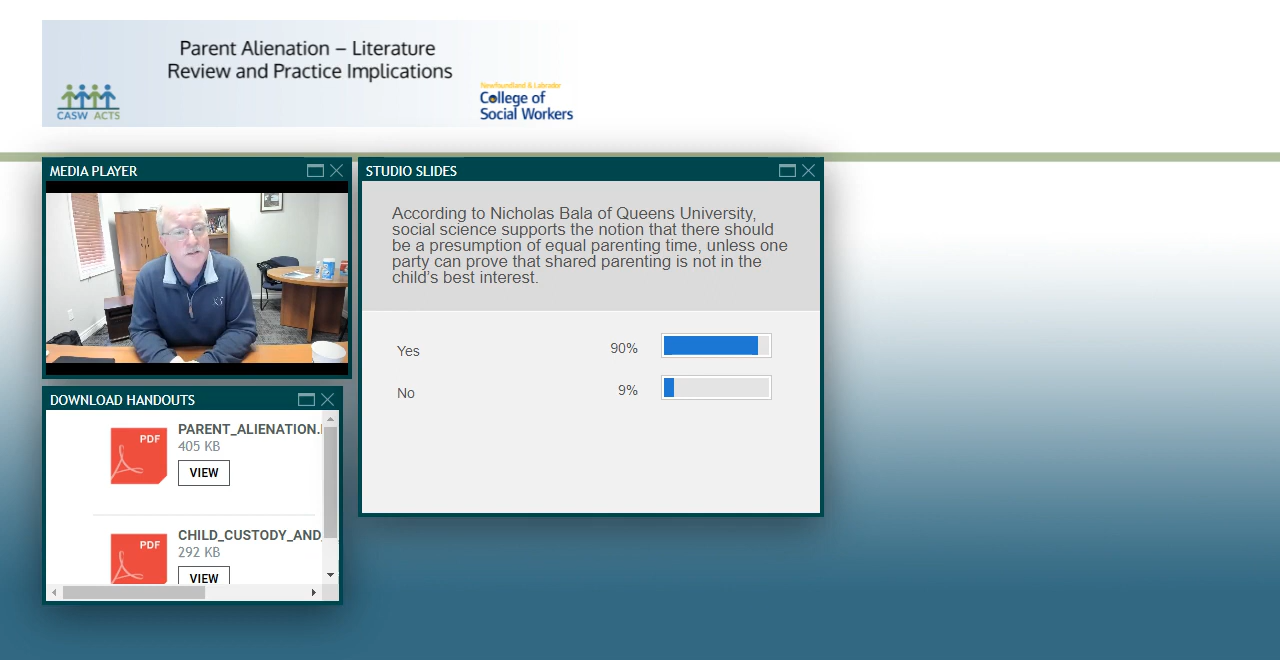 Parent Alienation – Literature
Review and Practice Implications
CASW ACTS
Newfoundland & Labrador
College of
Social Workers
MEDIA PLAYER
STUDIO SLIDES
According to Nicholas Bala of Queens University,
social science supports the notion that there should
be a presumption of equal parenting time, unless one
party can prove that shared parenting is not in the
child's best interest.
Yes 90%
No 9%
DOWNLOAD HANDOUTS
PDF
PARENT_ALIENATION.
405 KB
VIEW
PDF
CHILD_CUSTODY_AND_
292 KB
VIEW